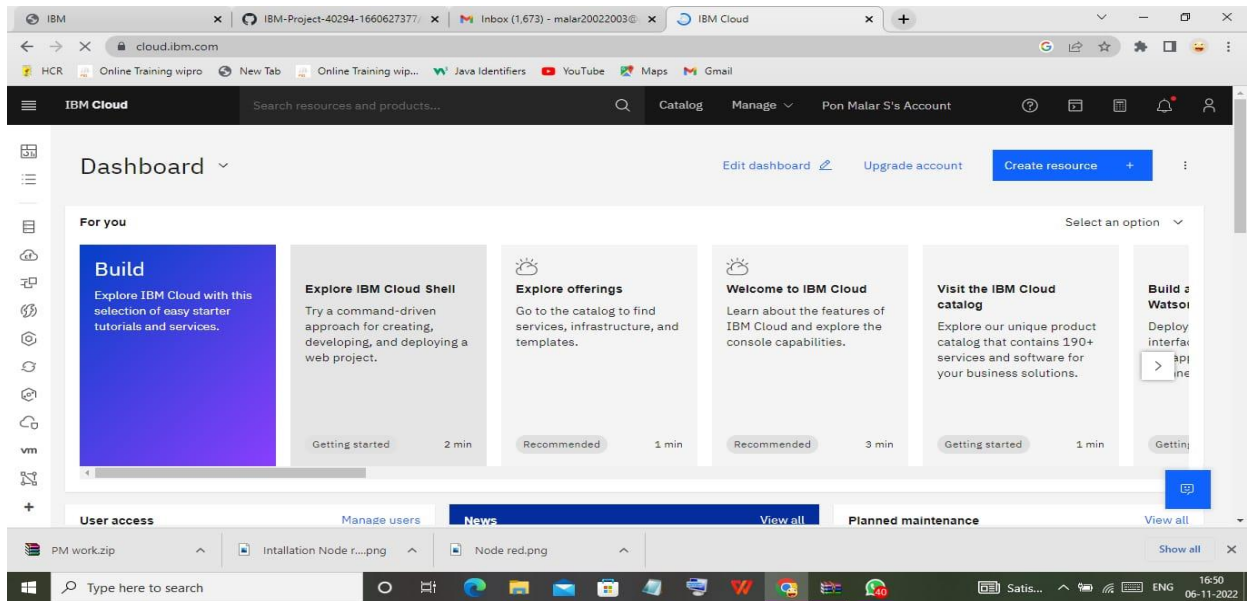 IBM
IBM-Project-40294-1660627377/
Inbox (1,673) - malar20022003@
IBM Cloud
cloud.ibm.com
HCR
Online Training wipro
New Tab
Online Training wip...
Java Identifiers
YouTube
Maps
Gmail
IBM Cloud
Search resources and products...
Catalog
Manage
Pon Malar S's Account
Dashboard
Edit dashboard
Upgrade account
Create resource +
For you
Select an option
Build
Explore IBM Cloud with this
selection of easy starter
tutorials and services.
Explore IBM Cloud Shell
Try a command-driven
approach for creating,
developing, and deploying a
web project.
Getting started
2 min
Explore offerings
Go to the catalog to find
services, infrastructure, and
templates.
Recommended
1 min
Welcome to IBM Cloud
Learn about the features of
IBM Cloud and explore the
console capabilities.
Recommended
3 min
Visit the IBM Cloud
catalog
Explore our unique product
catalog that contains 190+
services and software for
your business solutions.
Getting started
1 min
Build a
Watson
Deploy
Getting
vm
User access
Manage users
News
View all
Planned maintenance
View all
PM work.zip
Intallation Node r....png
Node red.png
Show all
Type here to search
40
Satis...
ENG
16:50
06-11-2022